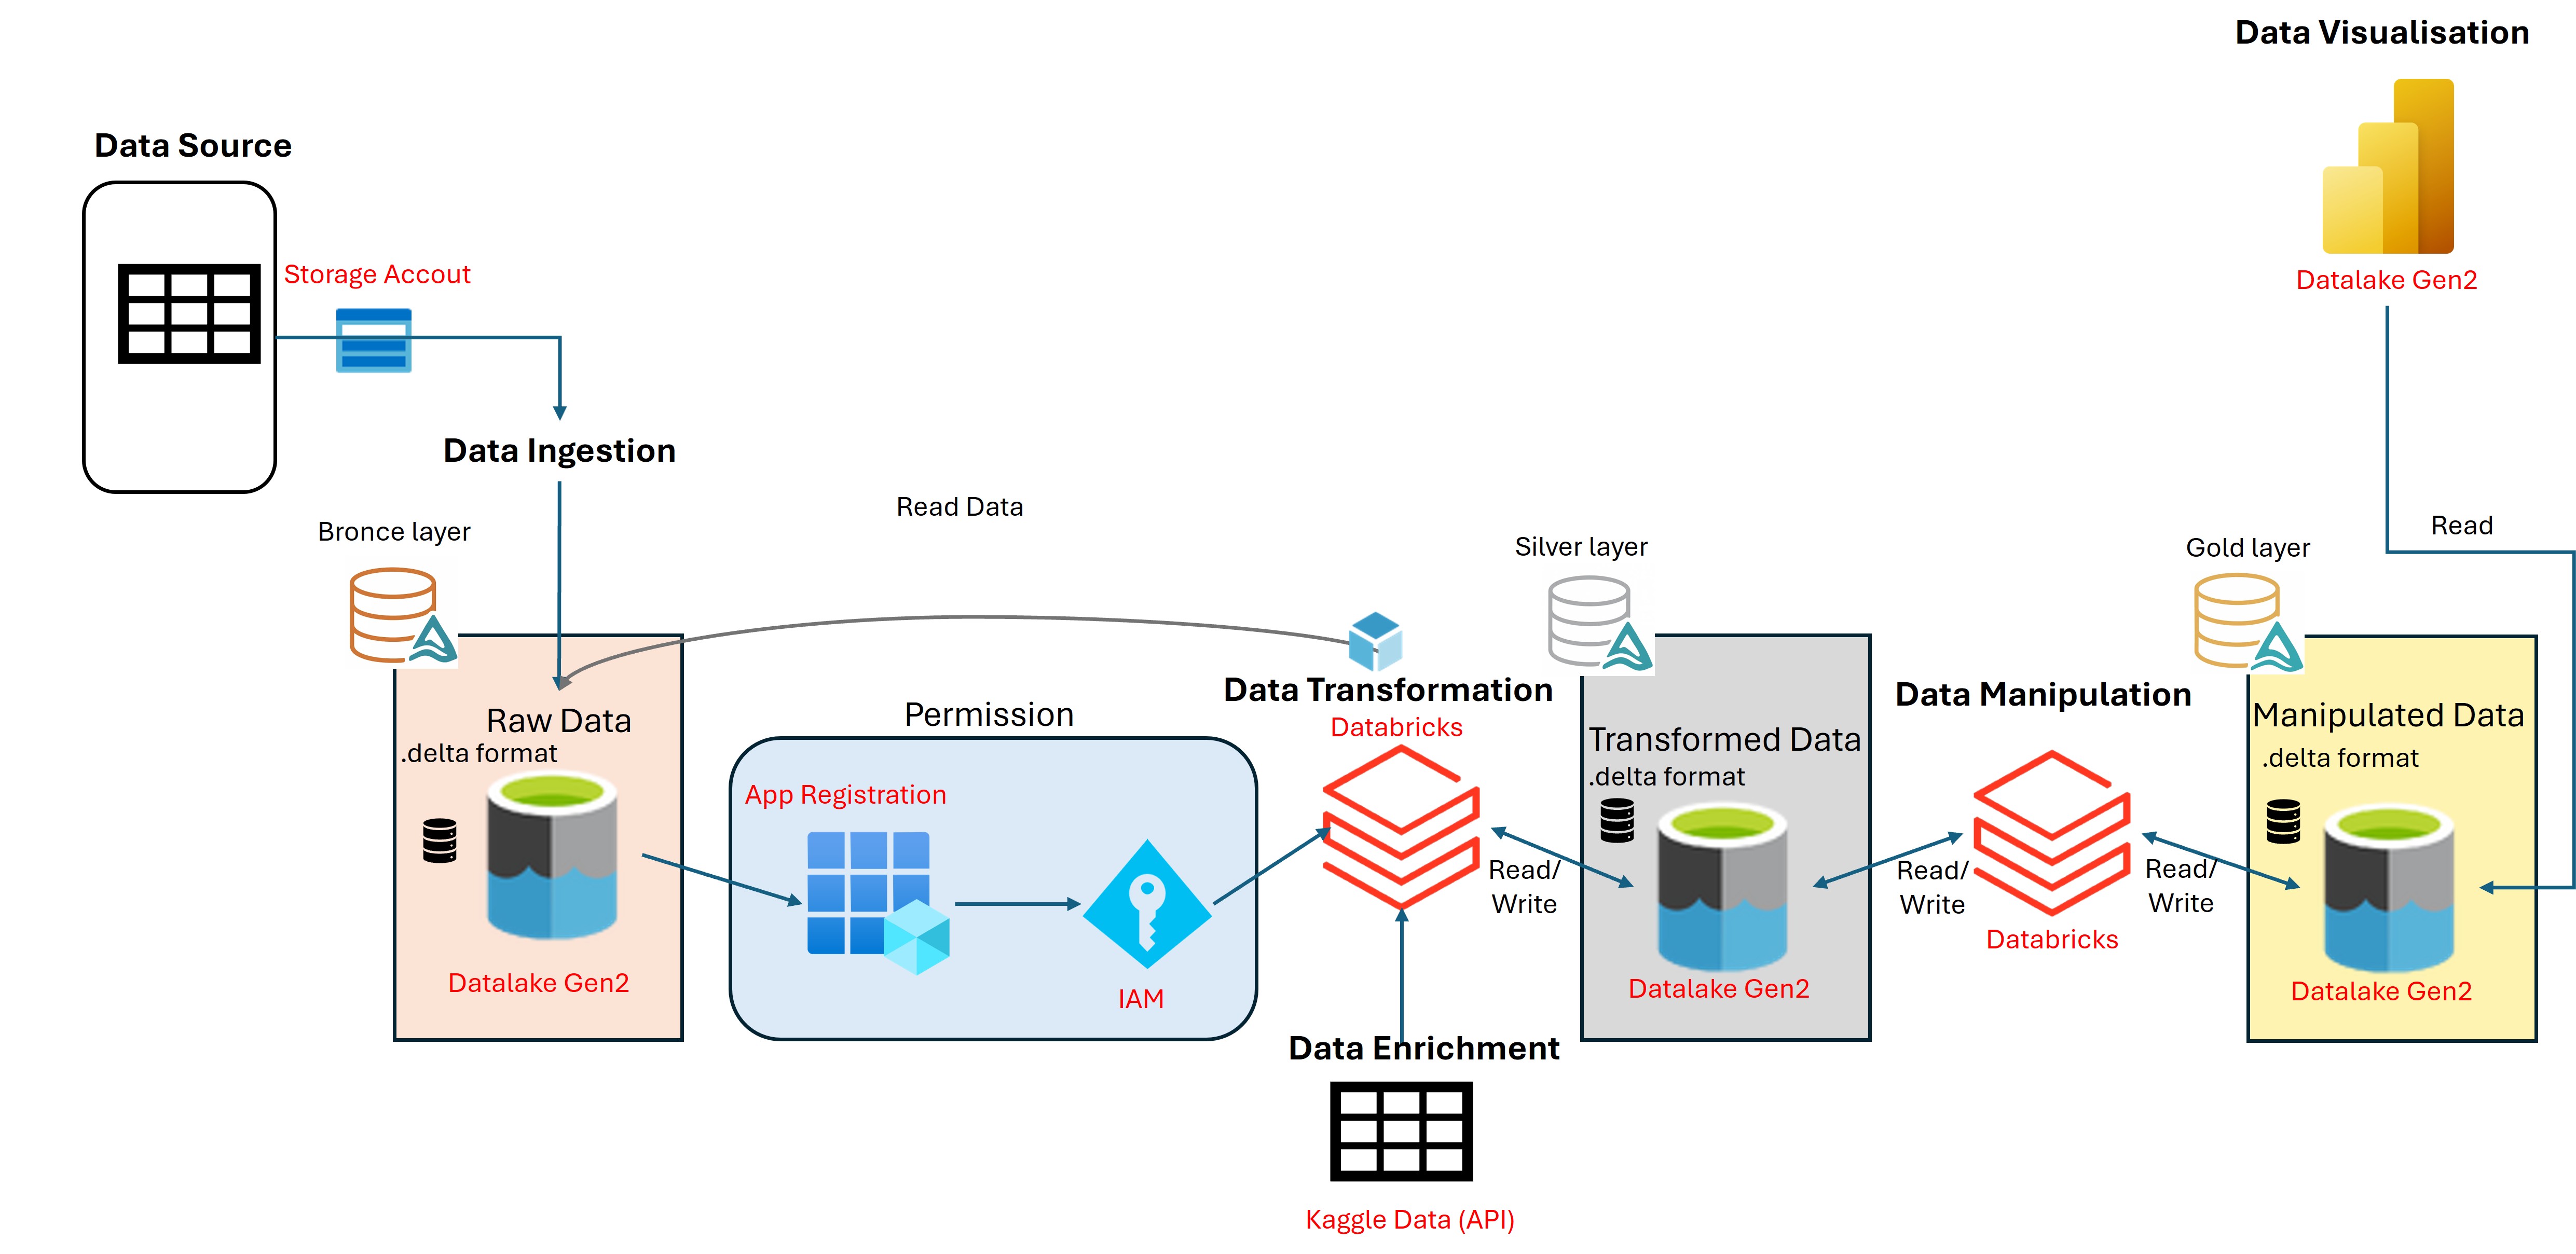 Data Visualisation
Data Source
Storage Accout
Datalake Gen2
Data Ingestion
Read Data
Read
Bronce layer
Silver layer
Gold layer
Raw Data
.delta format
Datalake Gen2
Permission
App Registration
IAM
Data Transformation
Databricks
Read/
Write
Data Enrichment
Kaggle Data (API)
Transformed Data
.delta format
Datalake Gen2
Data Manipulation
Read/
Write
Databricks
Read/
Write
Manipulated Data
.delta format
Datalake Gen2